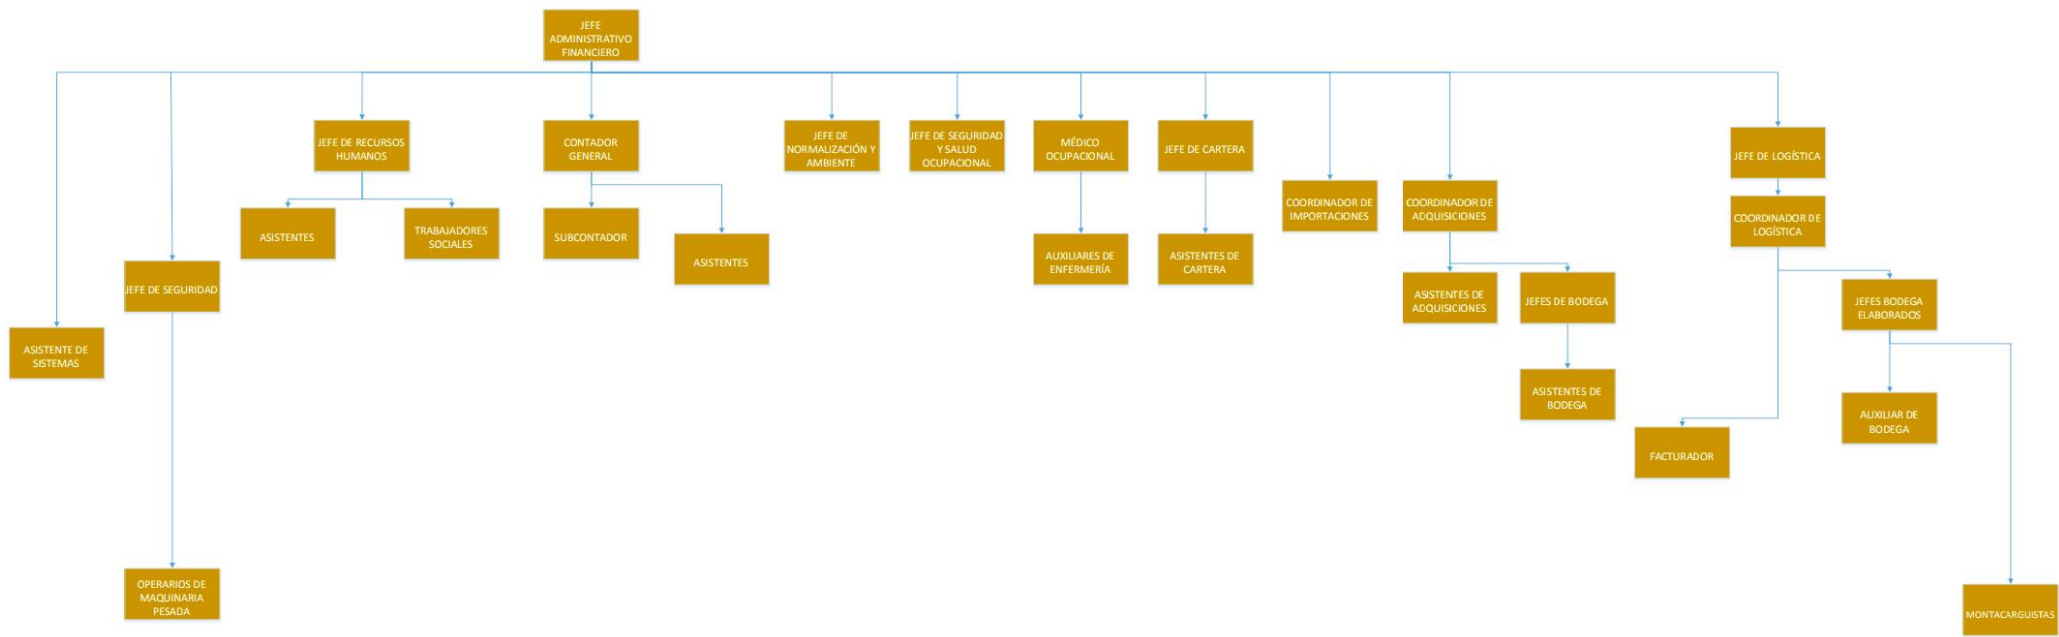 JEFE
ADMINISTRATIVO
FINANCIERO
JEFE DE RECURSOS
HUMANOS
CONTADOR
GENERAL
JEFE DE
NORMALIZACIÓN Y
AMBIENTE
JEFE DE SEGURIDAD
Y SALUD
OCUPACIONAL
MÉDICO
OCUPACIONAL
JEFE DE CARTERA
JEFE DE LOGÍSTICA
COORDINADOR DE
IMPORTACIONES
COORDINADOR DE
ADQUISICIONES
COORDINADOR DE
LOGÍSTICA
ASISTENTES
TRABAJADORES
SOCIALES
SUBCONTADOR
ASISTENTES
AUXILIARES DE
ENFERMERÍA
ASISTENTES DE
CARTERA
JEFE DE SEGURIDAD
ASISTENTES DE
ADQUISICIONES
JEFES DE BODEGA
JEFES BODEGA
ELABORADOS
ASISTENTE DE
SISTEMAS
ASISTENTES DE
BODEGA
AUXILIAR DE
BODEGA
FACTURADOR
OPERARIOS DE
MAQUINARIA
PESADA
MONTACARGUISTAS